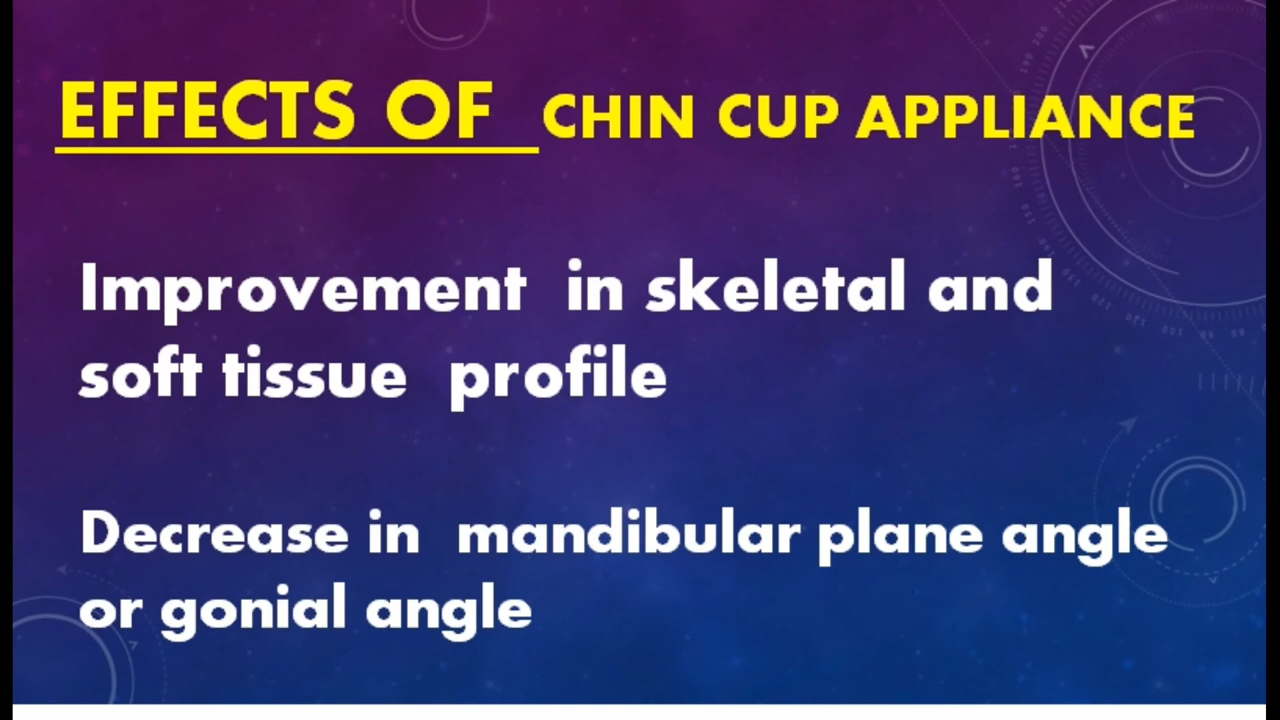 EFFECTS OF CHIN CUP APPLIANCE
Improvement in skeletal and
soft tissue profile
Decrease in mandibular plane angle
or gonial angle